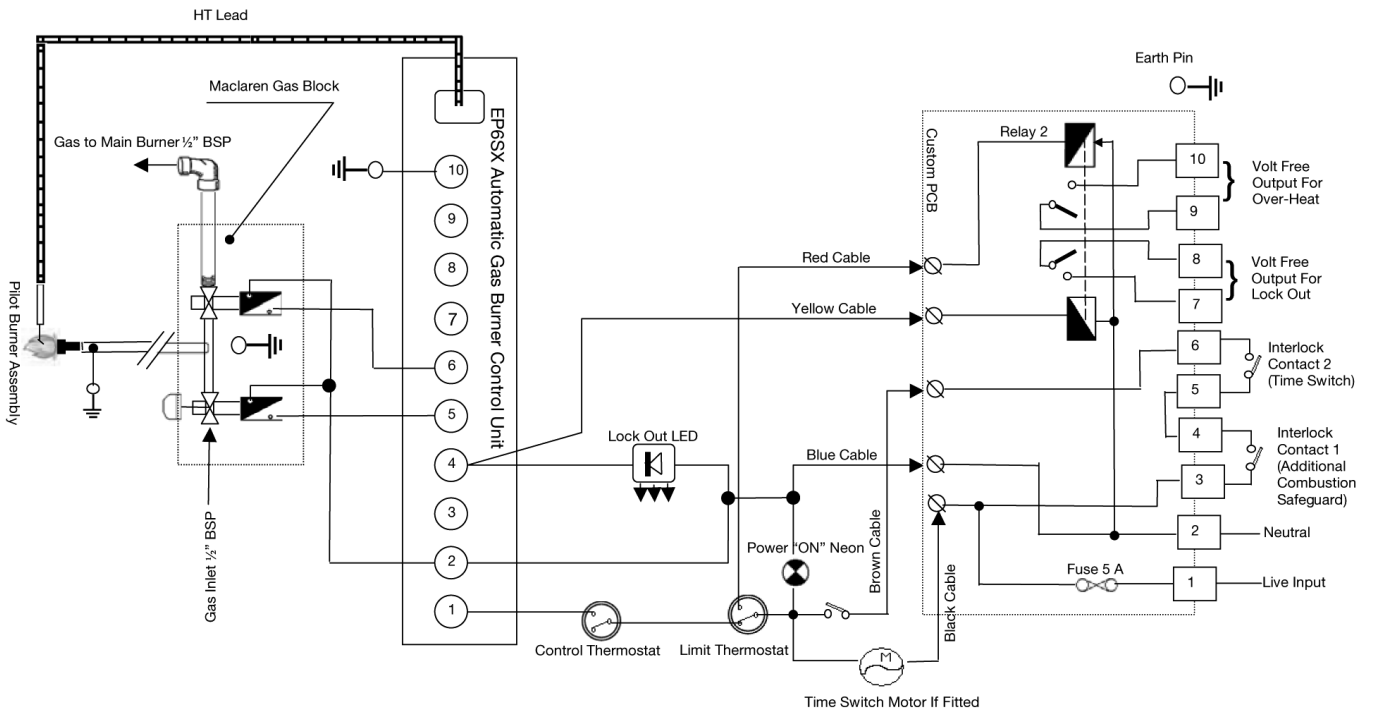 HT Lead
Maclaren Gas Block
Gas to Main Burner ½” BSP
Pilot Burner Assembly
Gas Inlet ½” BSP
EP6SX Automatic Gas Burner Control Unit
10
9
8
7
6
5
4
3
2
1
Lock Out LED
Control Thermostat
Limit Thermostat
Power “ON” Neon
M
Time Switch Motor If Fitted
Red Cable
Yellow Cable
Blue Cable
Brown Cable
Black Cable
Custom PCB
Relay 2
Fuse 5 A
Earth Pin
10
9
8
7
6
5
4
3
2
1
Volt Free
Output For
Over-Heat
Volt Free
Output For
Lock Out
Interlock
Contact 2
(Time Switch)
Interlock
Contact 1
(Additional
Combustion
Safeguard)
Neutral
Live Input